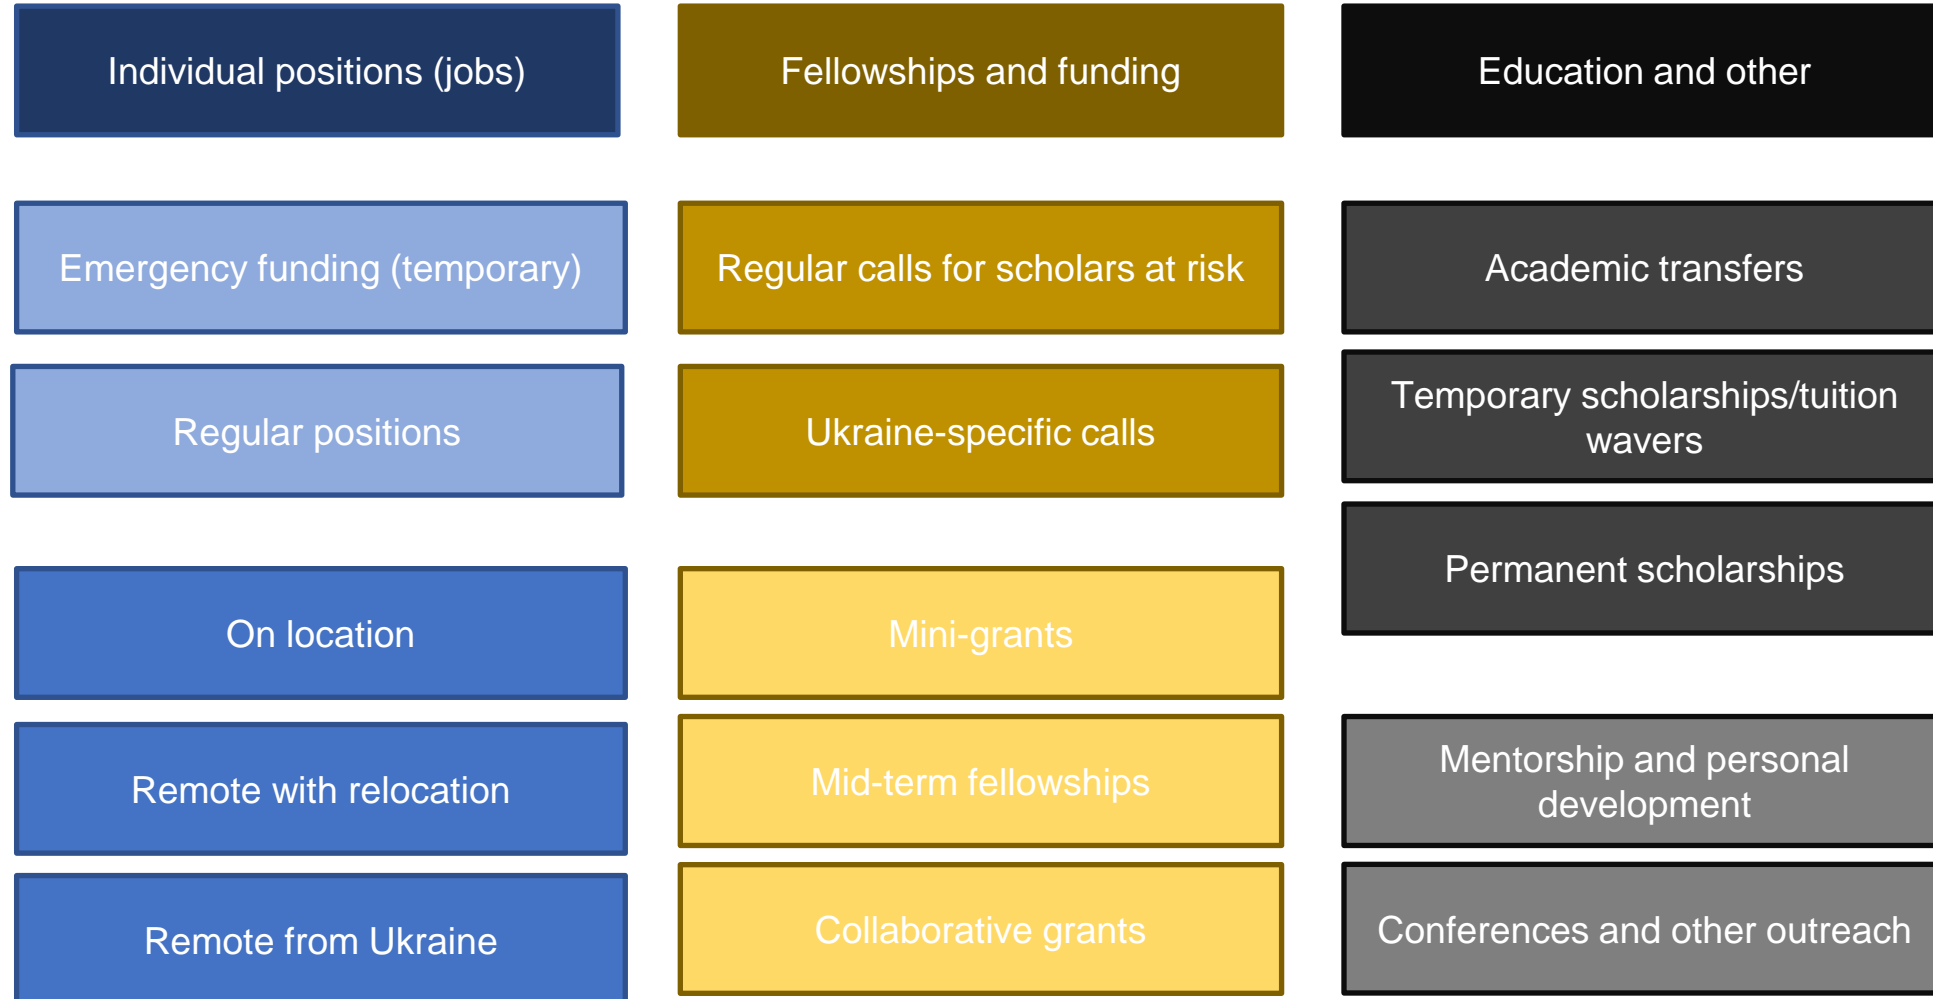 Individual positions (jobs)
Fellowships and funding
Education and other
Emergency funding (temporary)
Regular calls for scholars at risk
Academic transfers
Regular positions
Ukraine-specific calls
Temporary scholarships/tuition
wavers
Permanent scholarships
On location
Mini-grants
Remote with relocation
Mid-term fellowships
Mentorship and personal
development
Remote from Ukraine
Collaborative grants
Conferences and other outreach